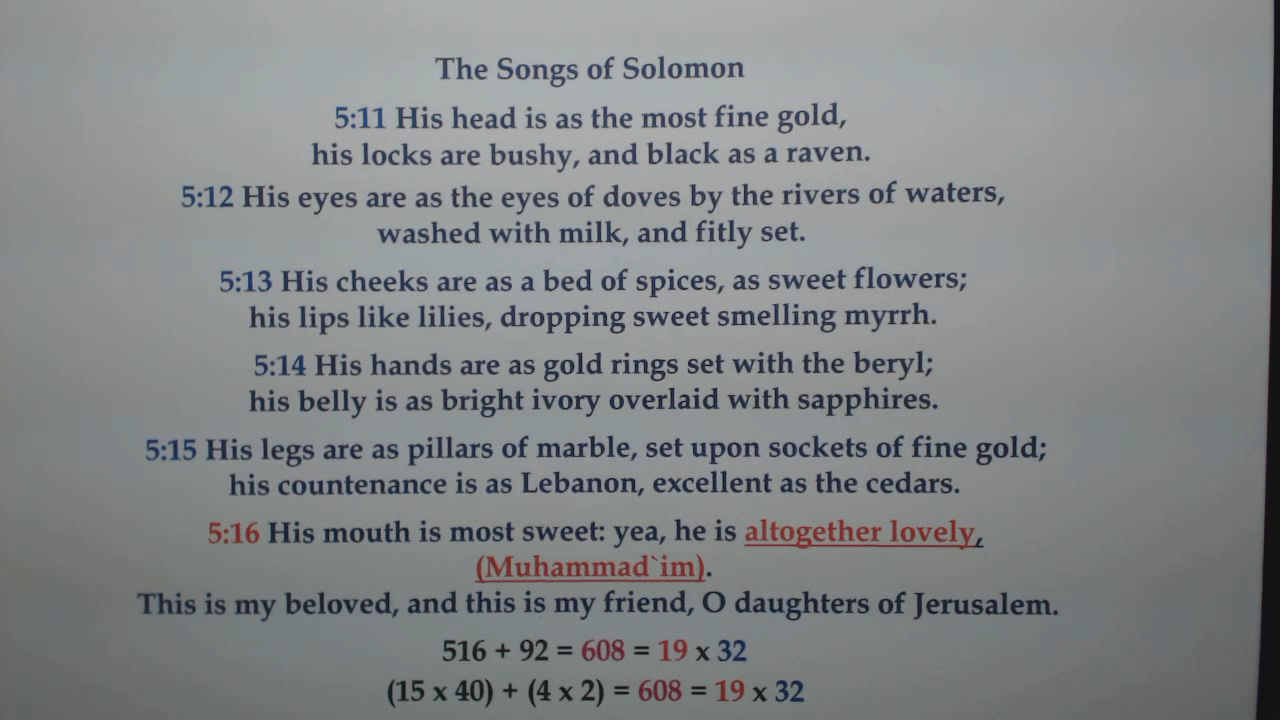 The Songs of Solomon
5:11 His head is as the most fine gold,
his locks are bushy, and black as a raven.
5:12 His eyes are as the eyes of doves by the rivers of waters,
washed with milk, and fitly set.
5:13 His cheeks are as a bed of spices, as sweet flowers;
his lips like lilies, dropping sweet smelling myrrh.
5:14 His hands are as gold rings set with the beryl;
his belly is as bright ivory overlaid with sapphires.
5:15 His legs are as pillars of marble, set upon sockets of fine gold;
his countenance is as Lebanon, excellent as the cedars.
5:16 His mouth is most sweet: yea, he is altogether lovely,
(Muhammad`im).
This is my beloved, and this is my friend, O daughters of Jerusalem.
516 + 92 = 608 = 19 x 32
(15 x 40) + (4 x 2) = 608 = 19 x 32